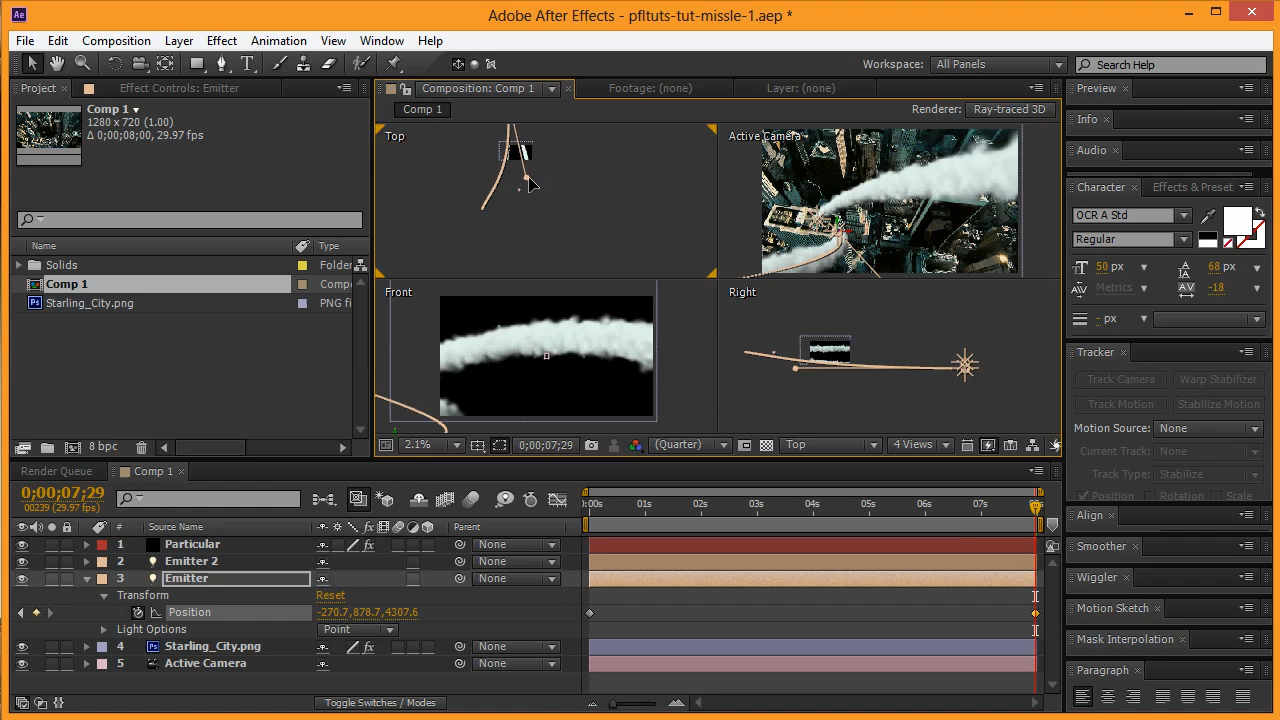 Ae
Adobe After Effects - pfltuts-tut-missle-1.aep *
File Edit Composition Layer Effect Animation View Window Help
T Workspace: All Panels Search Help
Project Effect Controls: Emitter Composition: Comp 1 Footage: (none) Layer: (none) Preview
Comp 1
1280 x 720 (1.00)
Δ 0;00;08;00, 29.97 fps
Comp 1 Renderer: Ray-traced 3D
Info
Audio
Top Active Camera
Character Effects & Preset
OCR A Std
Regular
50 px 68 px
Metrics -18
- px
Name Type
Solids Folder
Comp 1 Compo
Starling_City.png PNG fi
Front Right
Tracker
Track Camera Warp Stabilizer
Track Motion Stabilize Motion
Motion Source: None
Current Track: None
Track Type: Stabilize
Position Rotation Scale
8 bpc 2.1% 0;00;07;29 (Quarter) Top 4 Views
Render Queue Comp 1
0;00;07;29
00239 (29.97 fps)
:00s 01s 02s 03s 04s 05s 06s 07s
# Source Name fx Parent
1 Particular fx None
2 Emitter 2 None
3 Emitter None
Transform Reset
Position -270.7,878.7,4307.6
Light Options Point
4 Starling_City.png fx None
5 Active Camera None
Align
Smoother
Wiggler
Motion Sketch
Mask Interpolation
Paragraph
Toggle Switches / Modes